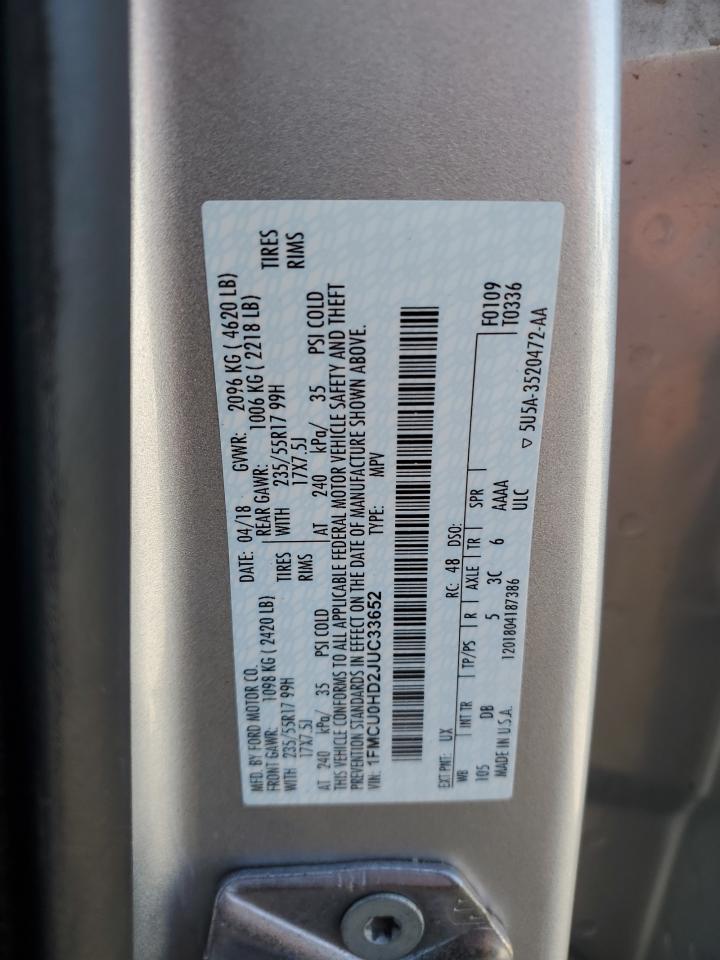 MFD. BY FORD MOTOR CO.
DATE: 04/18 GVWR: 2096 KG ( 4620 LB)
FRONT GAWR: 1098 KG ( 2420 LB) REAR GAWR: 1006 KG ( 2218 LB)
WITH 235/55R17 99H TIRES WITH 235/55R17 99H TIRES
17X7.5J RIMS 17X7.5J RIMS
AT 240 kPa/ 35 PSI COLD AT 240 kPa/ 35 PSI COLD
THIS VEHICLE CONFORMS TO ALL APPLICABLE FEDERAL MOTOR VEHICLE SAFETY AND THEFT
PREVENTION STANDARDS IN EFFECT ON THE DATE OF MANUFACTURE SHOWN ABOVE.
VIN: 1FMCU0HD2JUC33652 TYPE: MPV
EXT PNT: UX RC: 48 DSO: F0109
WB INT TR TP/PS R AXLE TR SPR T0336
105 DB 5 3C 6 AAAA
MADE IN U.S.A. 1201804187386 ULC ▽ 5U5A-3520472-AA